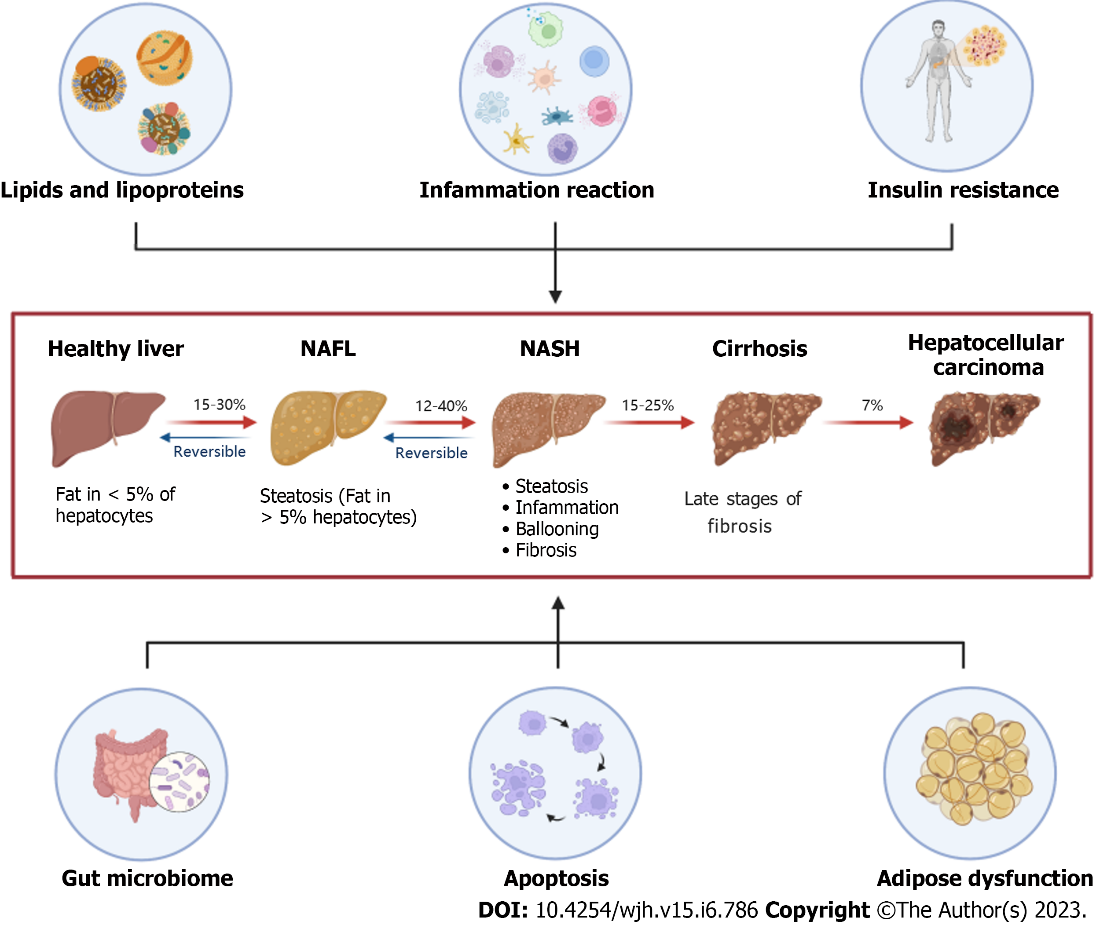 Lipids and lipoproteins
Infammation reaction
Insulin resistance
Healthy liver
NAFL
NASH
Cirrhosis
Hepatocellular
carcinoma
15-30%
12-40%
15-25%
7%
Reversible
Reversible
Fat in < 5% of
hepatocytes
Steatosis (Fat in
> 5% hepatocytes)
• Steatosis
• Infammation
• Ballooning
• Fibrosis
Late stages of
fibrosis
Gut microbiome
Apoptosis
Adipose dysfunction
DOI: 10.4254/wjh.v15.i6.786 Copyright ©The Author(s) 2023.